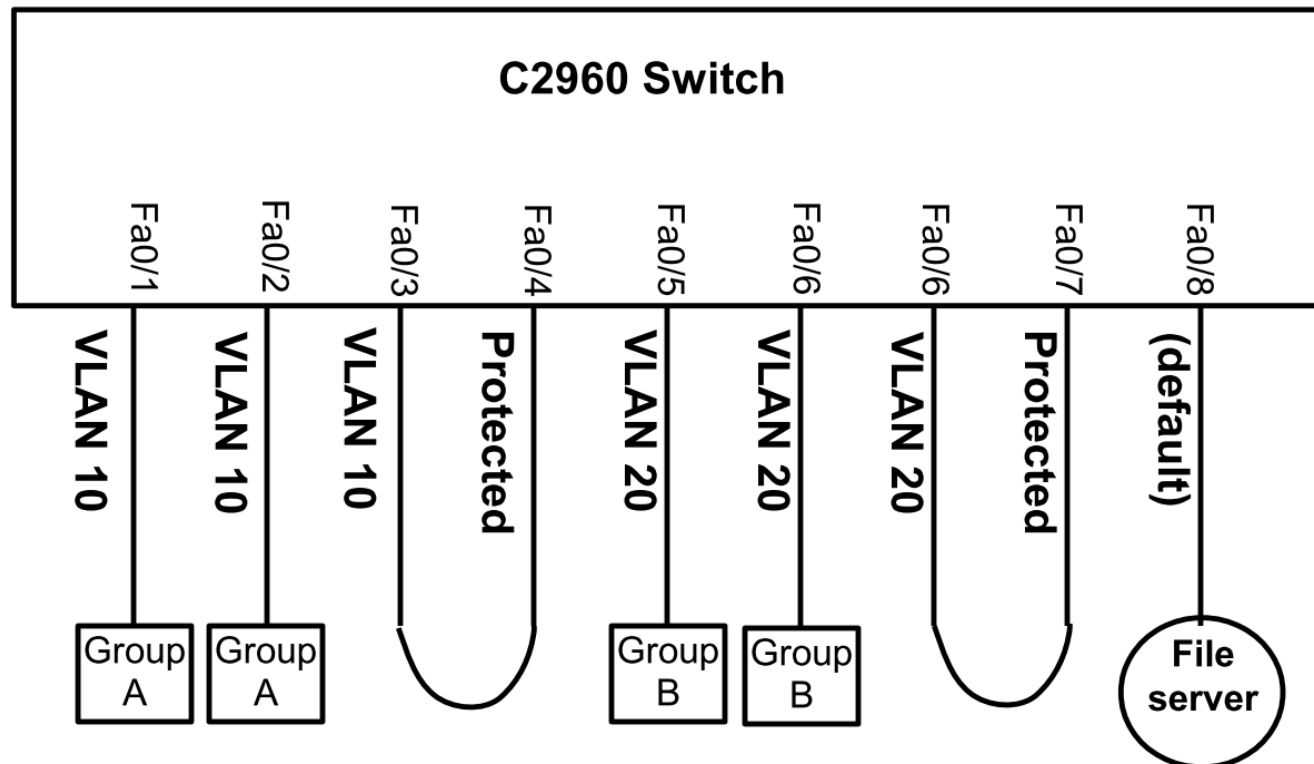 C2960 Switch
Fa0/1
Fa0/2
Fa0/3
Fa0/4
Fa0/5
Fa0/6
Fa0/6
Fa0/7
Fa0/8
VLAN 10
VLAN 10
VLAN 10
Protected
VLAN 20
VLAN 20
VLAN 20
Protected
(default)
Group
A
Group
A
Group
B
Group
B
File
server